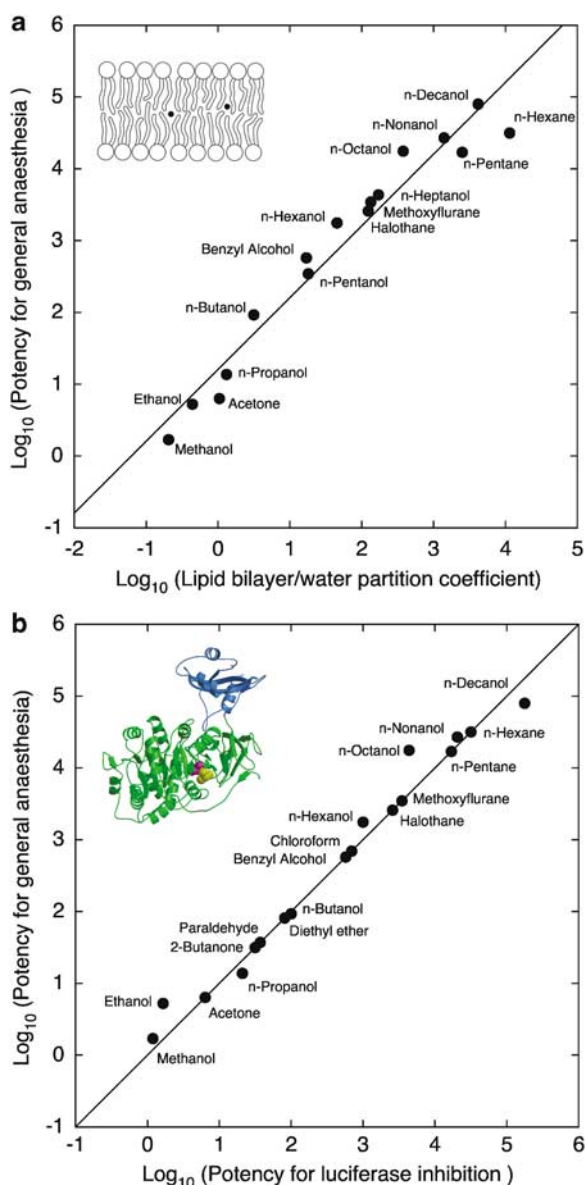 a
6
5
4
3
2
1
0
-1
Log10 (Potency for general anaesthesia)
n-Decanol
n-Hexane
n-Nonanol
n-Octanol
n-Pentane
n-Heptanol
Methoxyflurane
Halothane
n-Hexanol
Benzyl Alcohol
n-Pentanol
n-Butanol
n-Propanol
Ethanol
Acetone
Methanol
-2 -1 0 1 2 3 4 5
Log10 (Lipid bilayer/water partition coefficient)
b
6
5
4
3
2
1
0
-1
Log10 (Potency for general anaesthesia)
n-Decanol
n-Nonanol
n-Hexane
n-Octanol
n-Pentane
Methoxyflurane
Halothane
n-Hexanol
Chloroform
Benzyl Alcohol
n-Butanol
Diethyl ether
Paraldehyde
2-Butanone
n-Propanol
Ethanol
Acetone
Methanol
-1 0 1 2 3 4 5 6
Log10 (Potency for luciferase inhibition )